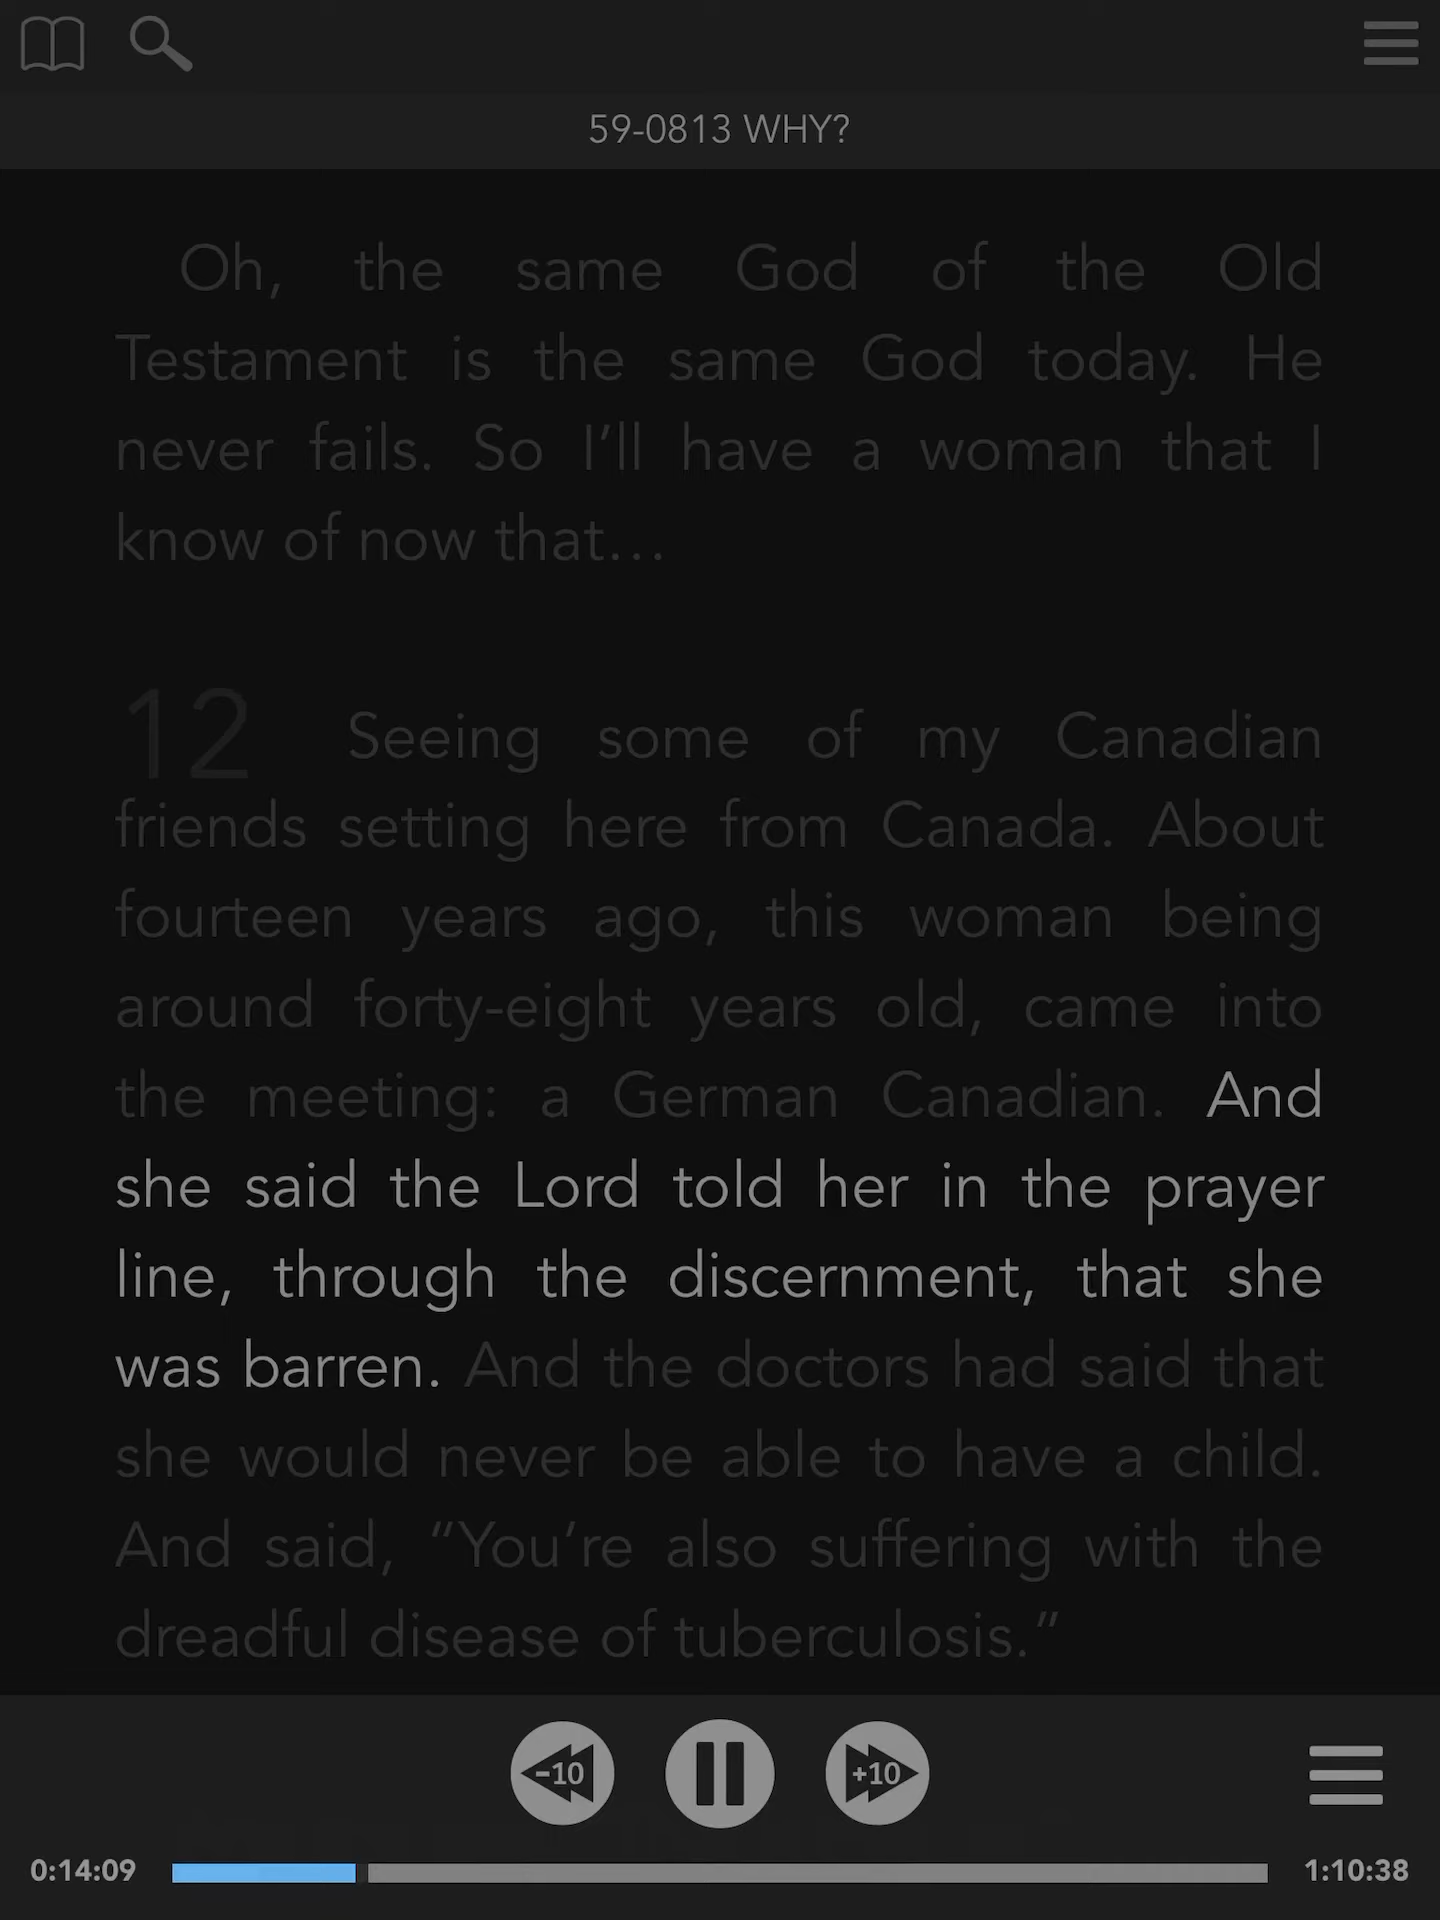 59-0813 WHY?
Oh, the same God of the Old
Testament is the same God today. He
never fails. So I’ll have a woman that I
know of now that…
12 Seeing some of my Canadian
friends setting here from Canada. About
fourteen years ago, this woman being
around forty-eight years old, came into
the meeting: a German Canadian. And
she said the Lord told her in the prayer
line, through the discernment, that she
was barren. And the doctors had said that
she would never be able to have a child.
And said, “You’re also suffering with the
dreadful disease of tuberculosis.”
-10 +10
0:14:09 1:10:38